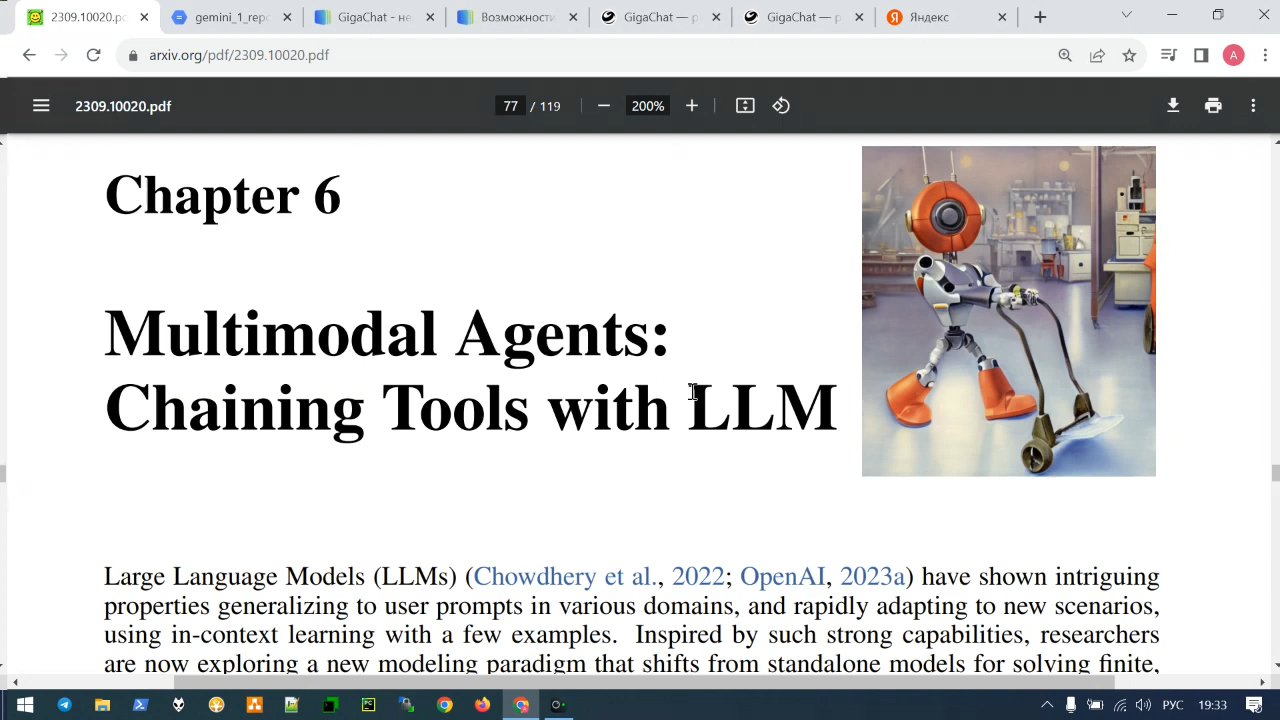 2309.10020.pdf
gemini_1_repo
GigaChat - не
Возможности
GigaChat — р
GigaChat — р
Яндекс
arxiv.org/pdf/2309.10020.pdf
A
2309.10020.pdf
77 / 119
200%
Chapter 6
Multimodal Agents:
Chaining Tools with LLM
Large Language Models (LLMs) (Chowdhery et al., 2022; OpenAI, 2023a) have shown intriguing
properties generalizing to user prompts in various domains, and rapidly adapting to new scenarios,
using in-context learning with a few examples. Inspired by such strong capabilities, researchers
are now exploring a new modeling paradigm that shifts from standalone models for solving finite,
РУС 19:33